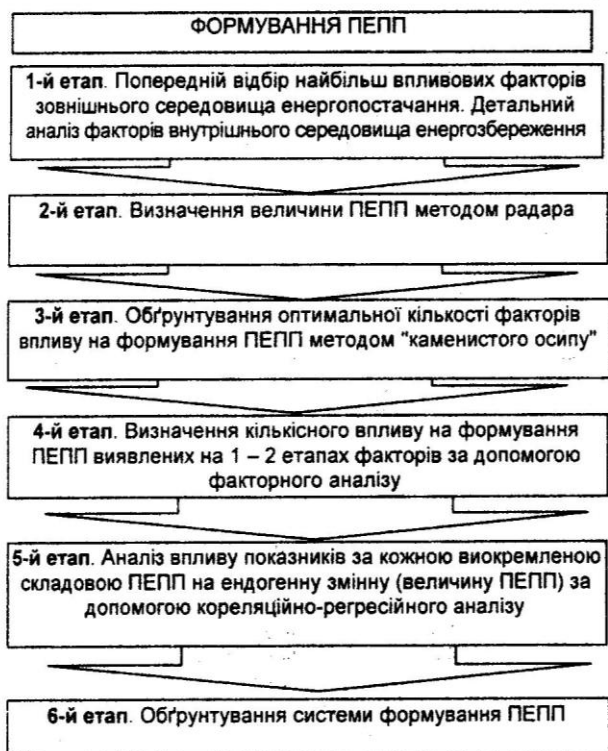 ФОРМУВАННЯ ПЕПП
1-й етап. Попередній відбір найбільш впливових факторів
зовнішнього середовища енергопостачання. Детальний
аналіз факторів внутрішнього середовища енергозбереження
2-й етап. Визначення величини ПЕПП методом радара
3-й етап. Обґрунтування оптимальної кількості факторів
впливу на формування ПЕПП методом "каменистого осипу"
4-й етап. Визначення кількісного впливу на формування
ПЕПП виявлених на 1 – 2 етапах факторів за допомогою
факторного аналізу
5-й етап. Аналіз впливу показників за кожною виокремленою
складовою ПЕПП на ендогенну змінну (величину ПЕПП) за
допомогою кореляційно-регресійного аналізу
6-й етап. Обґрунтування системи формування ПЕПП